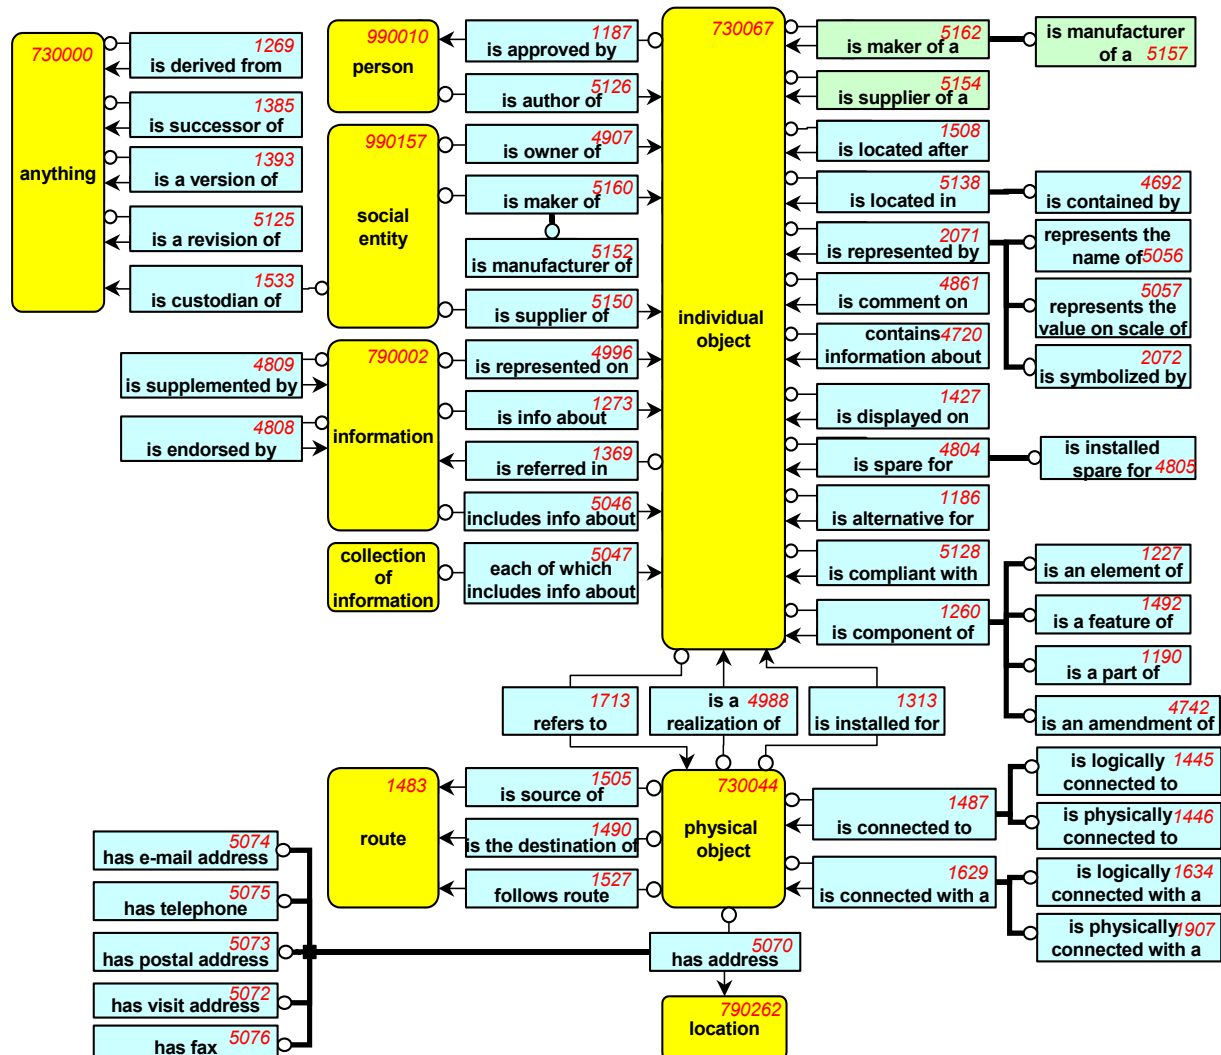 730000
anything
1269
is derived from
1385
is successor of
1393
is a version of
5125
is a revision of
1533
is custodian of
990010
person
1187
is approved by
5126
is author of
990157
social
entity
4907
is owner of
5160
is maker of
5152
is manufacturer of
5150
is supplier of
790002
information
4809
is supplemented by
4808
is endorsed by
4996
is represented on
1273
is info about
1369
is referred in
5046
includes info about
collection
of
information
5047
each of which
includes info about
730067
individual
object
5162
is maker of a
is manufacturer
of a 5157
5154
is supplier of a
1508
is located after
5138
is located in
4692
is contained by
2071
is represented by
represents the
name of 5056
5057
represents the
value on scale of
2072
is symbolized by
4861
is comment on
contains 4720
information about
1427
is displayed on
4804
is spare for
is installed
spare for 4805
1186
is alternative for
5128
is compliant with
1260
is component of
1227
is an element of
1492
is a feature of
1190
is a part of
4742
is an amendment of
1713
refers to
is a 4988
realization of
1313
is installed for
1483
route
1505
is source of
1490
is the destination of
1527
follows route
730044
physical
object
1487
is connected to
is logically 1445
connected to
is physically 1446
connected to
1629
is connected with a
is logically 1634
connected with a
is physically 1907
connected with a
5074
has e-mail address
5075
has telephone
5073
has postal address
5072
has visit address
5076
has fax
5070
has address
790262
location